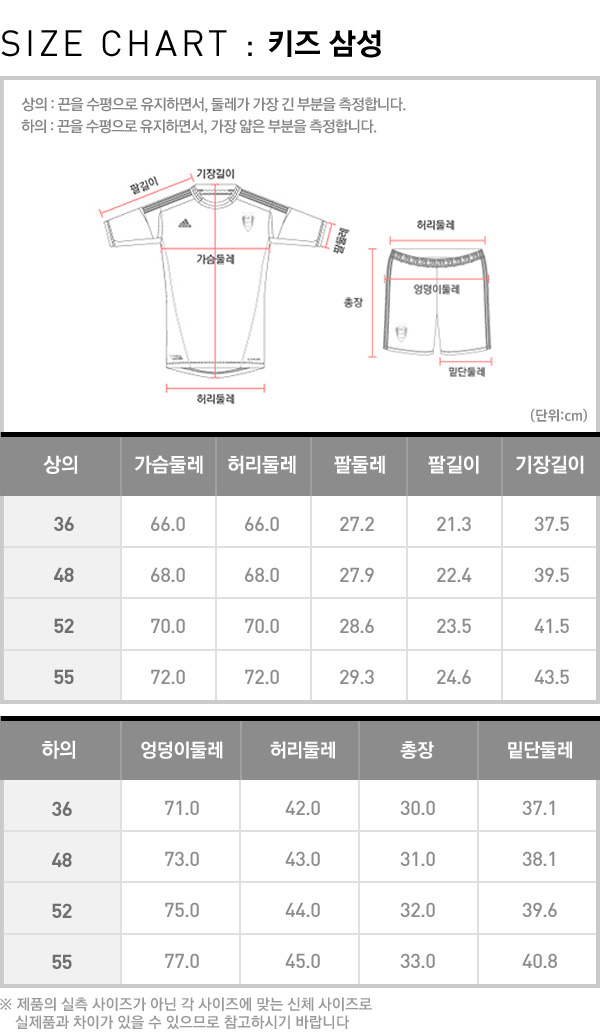 SIZE CHART : 키즈 삼성
상의 : 끈을 수평으로 유지하면서, 둘레가 가장 긴 부분을 측정합니다.
하의 : 끈을 수평으로 유지하면서, 가장 얇은 부분을 측정합니다.
기장길이
팔길이
팔둘레
가슴둘레
허리둘레
adidas
허리둘레
엉덩이둘레
총장
밑단둘레
(단위:cm)
상의 가슴둘레 허리둘레 팔둘레 팔길이 기장길이
36 66.0 66.0 27.2 21.3 37.5
48 68.0 68.0 27.9 22.4 39.5
52 70.0 70.0 28.6 23.5 41.5
55 72.0 72.0 29.3 24.6 43.5
하의 엉덩이둘레 허리둘레 총장 밑단둘레
36 71.0 42.0 30.0 37.1
48 73.0 43.0 31.0 38.1
52 75.0 44.0 32.0 39.6
55 77.0 45.0 33.0 40.8
※ 제품의 실측 사이즈가 아닌 각 사이즈에 맞는 신체 사이즈로
실제품과 차이가 있을 수 있으므로 참고하시기 바랍니다